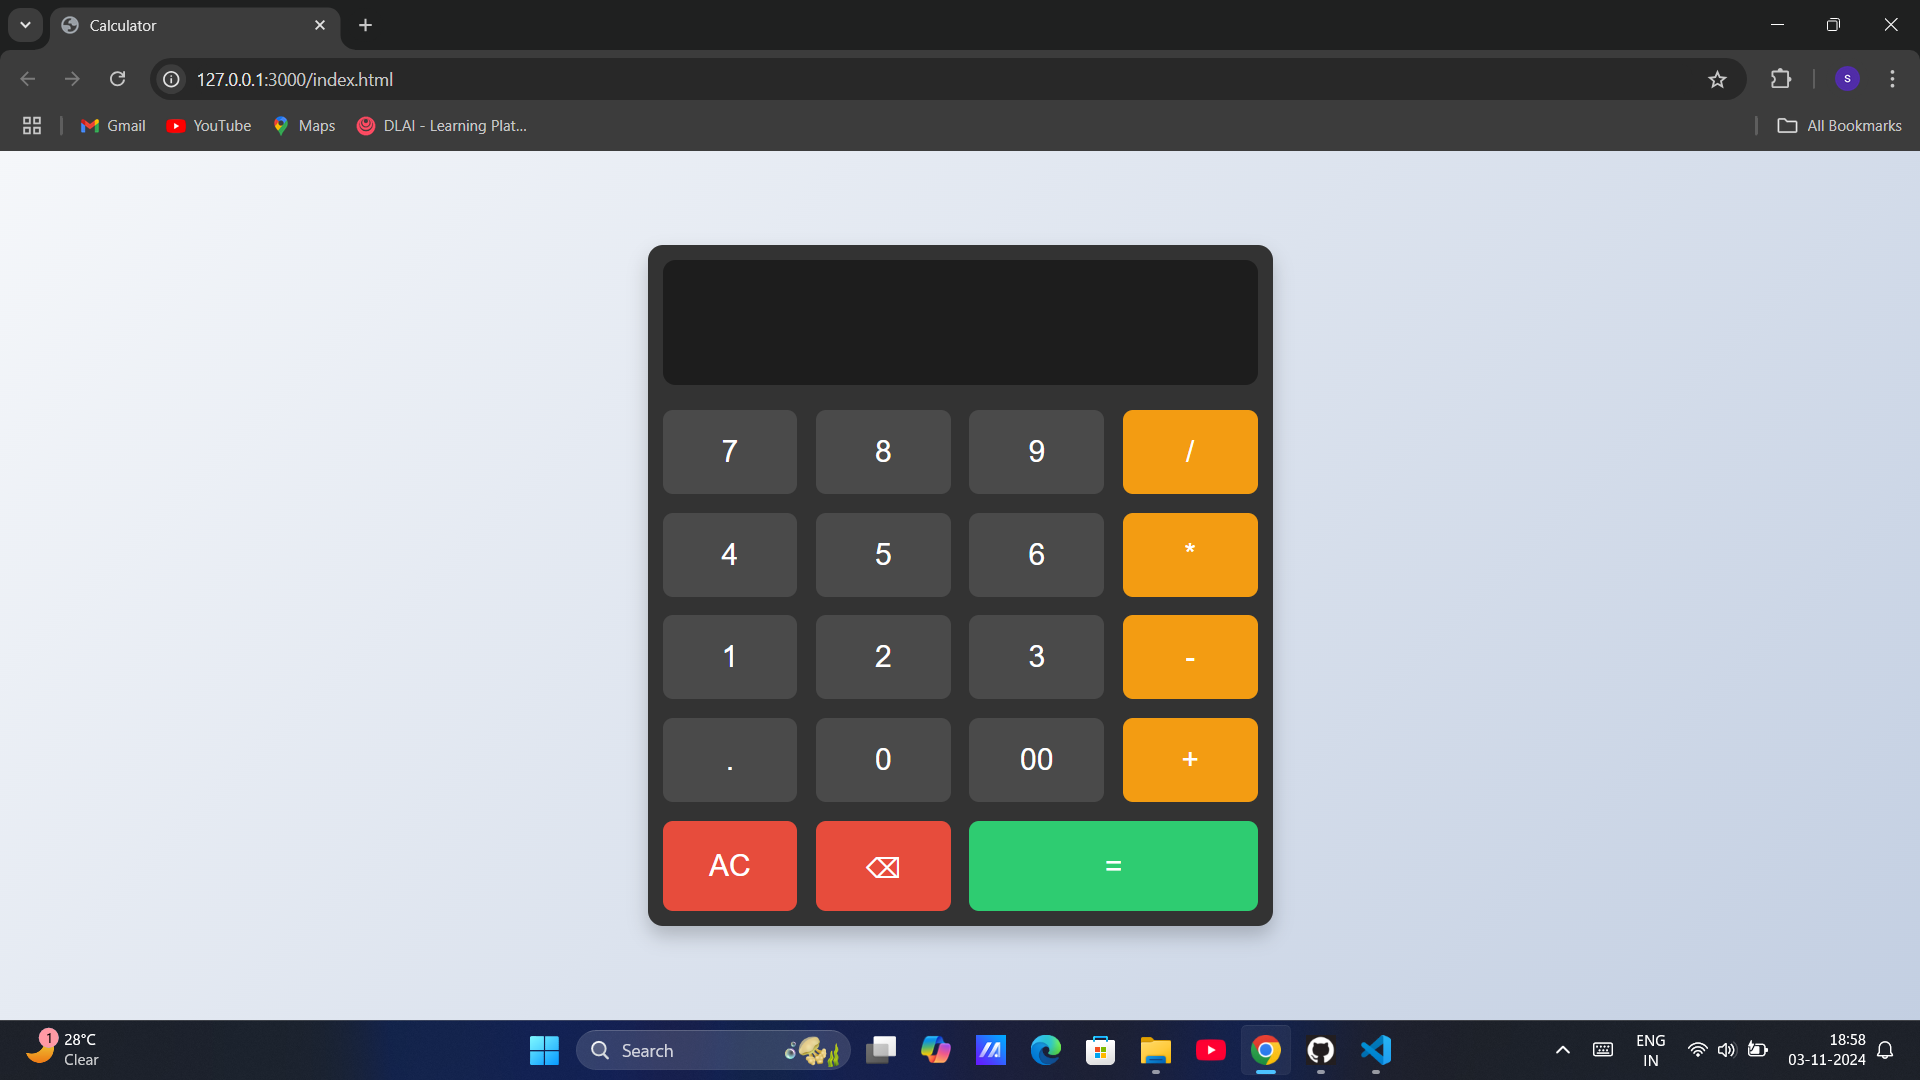 Calculator
127.0.0.1:3000/index.html
S
Gmail
YouTube
Maps
DLAI - Learning Plat...
All Bookmarks
7 8 9 /
4 5 6 *
1 2 3 -
. 0 00 +
AC ⌫ =
1
28°C
Clear
Search
ENG
IN
18:58
03-11-2024